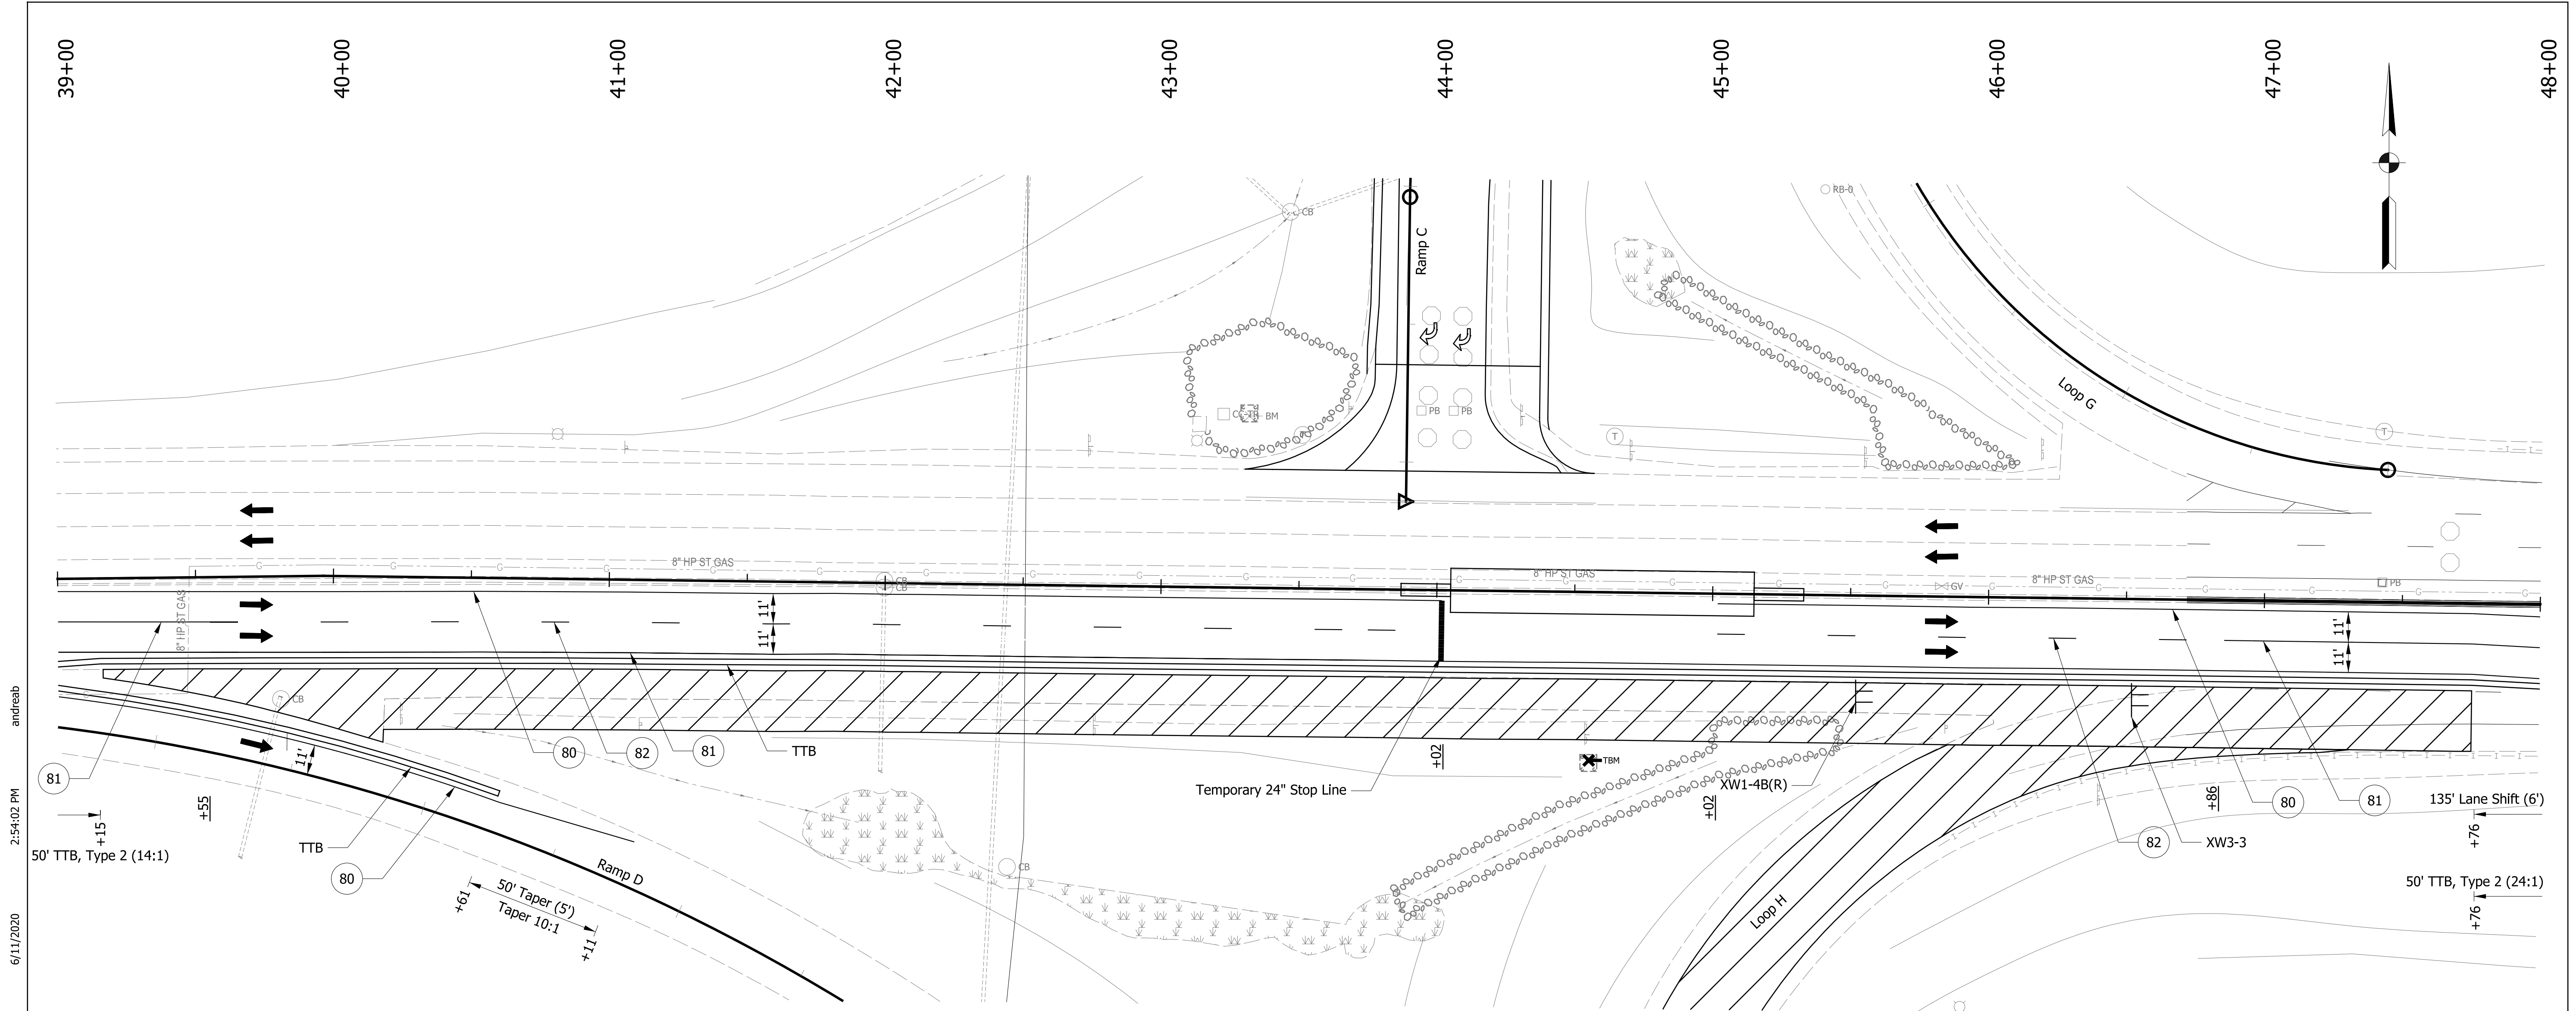 39+00
40+00
41+00
42+00
43+00
44+00
45+00
46+00
47+00
48+00
RB-0
CB
Ramp C
Loop G
BM
PB
PB
T
T
8" HP ST GAS
8" HP ST GAS
8" HP ST GAS
8" HP ST GAS
G G G G G G G G G G G G G G G
CB
CB
GV
PB
11'
11'
11'
11'
CB
11'
80
82
81
TTB
81
+15
50' TTB, Type 2 (14:1)
+55
TTB
80
Ramp D
+61
50' Taper (5')
Taper 10:1
+11
CB
Temporary 24" Stop Line
+02
TBM
XW1-4B(R)
+02
Loop H
82
XW3-3
+86
80
81
135' Lane Shift (6')
+76
50' TTB, Type 2 (24:1)
+76
andreab
2:54:02 PM
6/11/2020